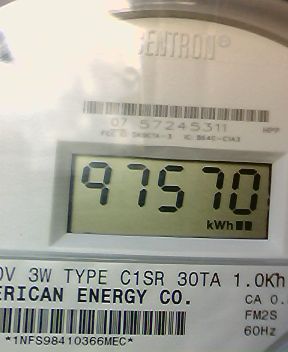 CENTRON®
07 57245311
97570
kWh
0V 3W TYPE C1SR 30TA 1.0Kh
ERICAN ENERGY CO.
CA 0.
FM2S
*1NFS98410366MEC*
60Hz